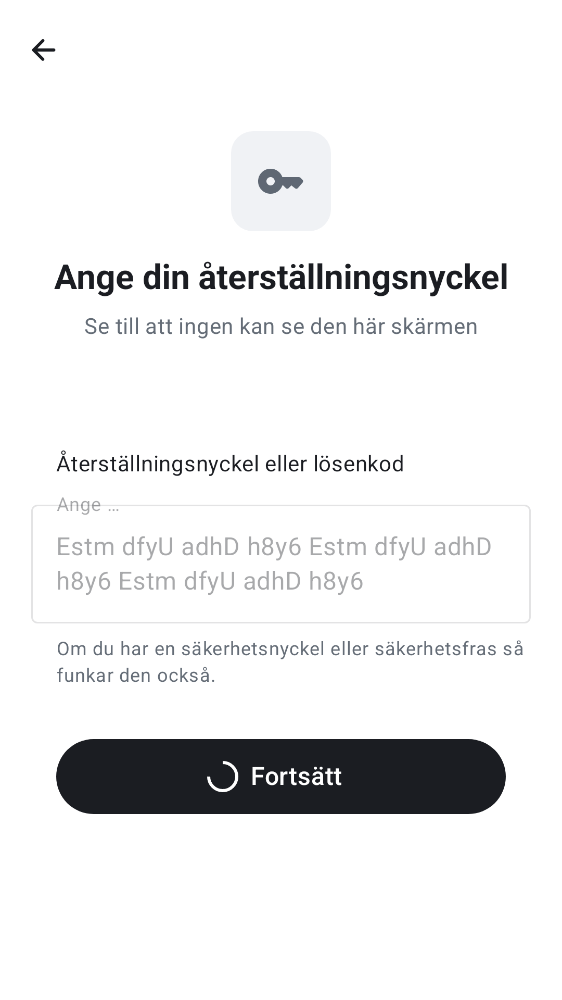 Ange din återställningsnyckel
Se till att ingen kan se den här skärmen
Återställningsnyckel eller lösenkod
Ange ...
Estm dfyU adhD h8y6 Estm dfyU adhD
h8y6 Estm dfyU adhD h8y6
Om du har en säkerhetsnyckel eller säkerhetsfras så
funkar den också.
Fortsätt